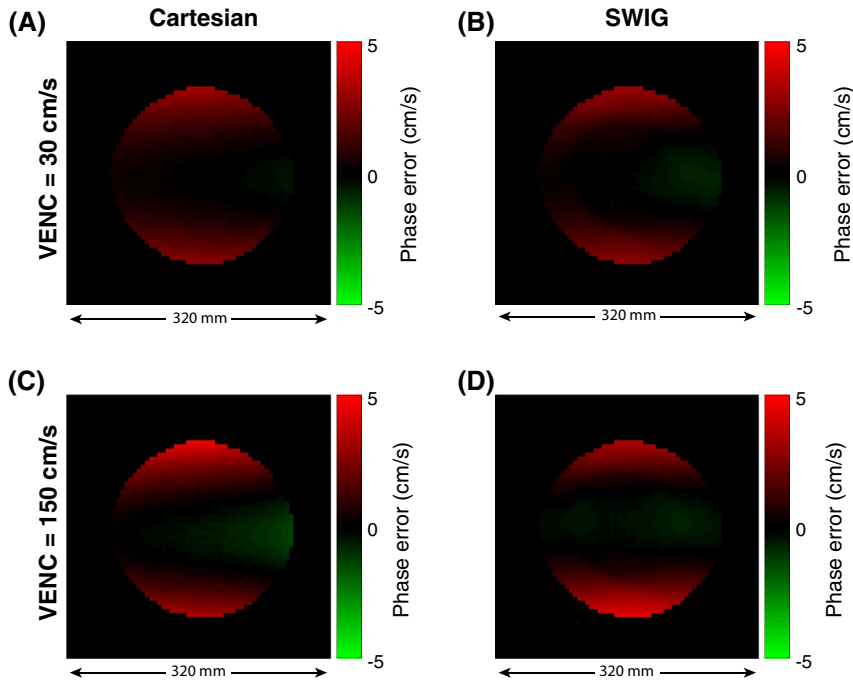 (A)
Cartesian
VENC = 30 cm/s
5
0
-5
Phase error (cm/s)
320 mm
(B)
SWIG
5
0
-5
Phase error (cm/s)
320 mm
(C)
VENC = 150 cm/s
5
0
-5
Phase error (cm/s)
320 mm
(D)
5
0
-5
Phase error (cm/s)
320 mm